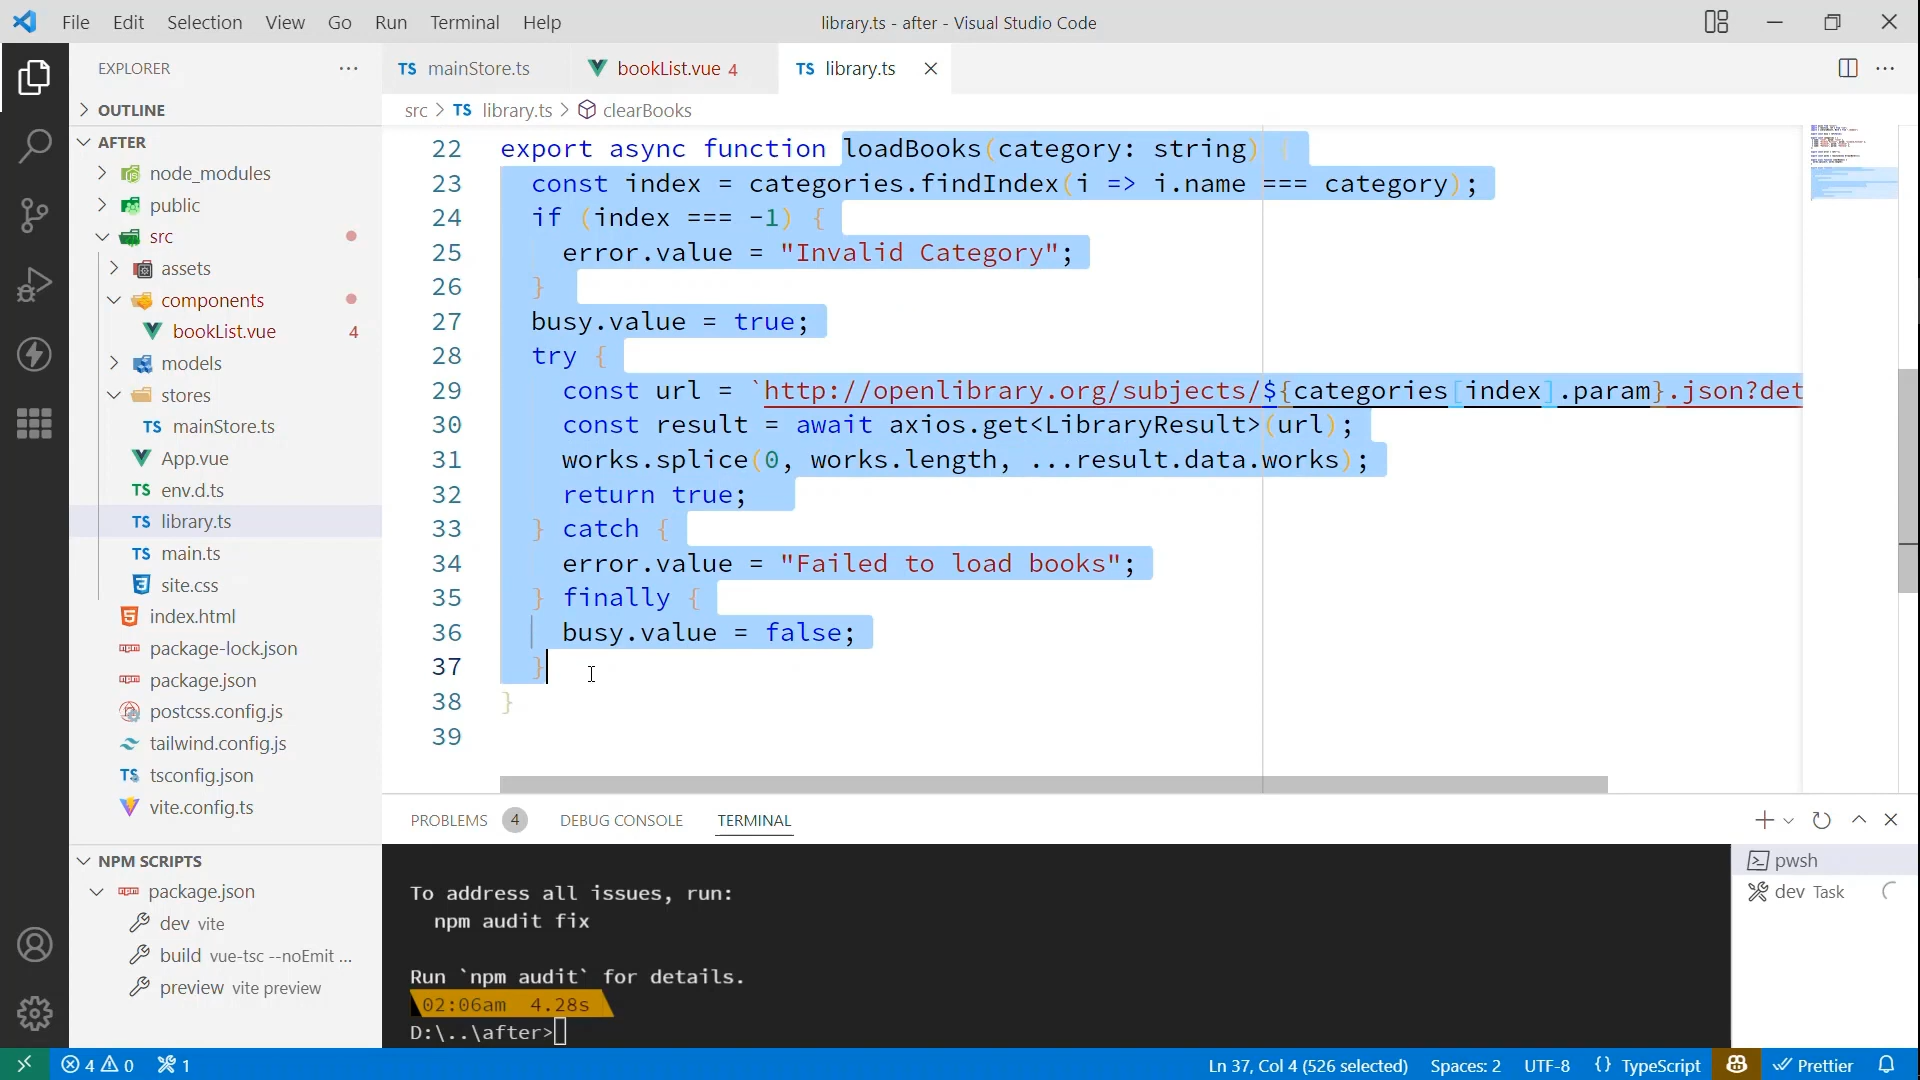 File Edit Selection View Go Run Terminal Help
library.ts - after - Visual Studio Code
EXPLORER
OUTLINE
AFTER
node_modules
public
src
assets
components
bookList.vue 4
models
stores
TS mainStore.ts
App.vue
TS env.d.ts
TS library.ts
TS main.ts
site.css
index.html
package-lock.json
package.json
postcss.config.js
tailwind.config.js
TS tsconfig.json
vite.config.ts
NPM SCRIPTS
package.json
dev vite
build vue-tsc --noEmit ...
preview vite preview
TS mainStore.ts
bookList.vue 4
TS library.ts
src > TS library.ts > clearBooks
22 export async function loadBooks(category: string) {
23 const index = categories.findIndex(i => i.name === category);
24 if (index === -1) {
25 error.value = "Invalid Category";
26 }
27 busy.value = true;
28 try {
29 const url = `http://openlibrary.org/subjects/${categories[index].param}.json?det
30 const result = await axios.get<LibraryResult>(url);
31 works.splice(0, works.length, ...result.data.works);
32 return true;
33 } catch {
34 error.value = "Failed to load books";
35 } finally {
36 busy.value = false;
37 }
38 }
39
PROBLEMS 4 DEBUG CONSOLE TERMINAL
To address all issues, run:
npm audit fix
Run `npm audit` for details.
02:06am 4.28s
D:\..\after>
pwsh
dev Task
4 0 1
Ln 37, Col 4 (526 selected) Spaces: 2 UTF-8 {} TypeScript Prettier